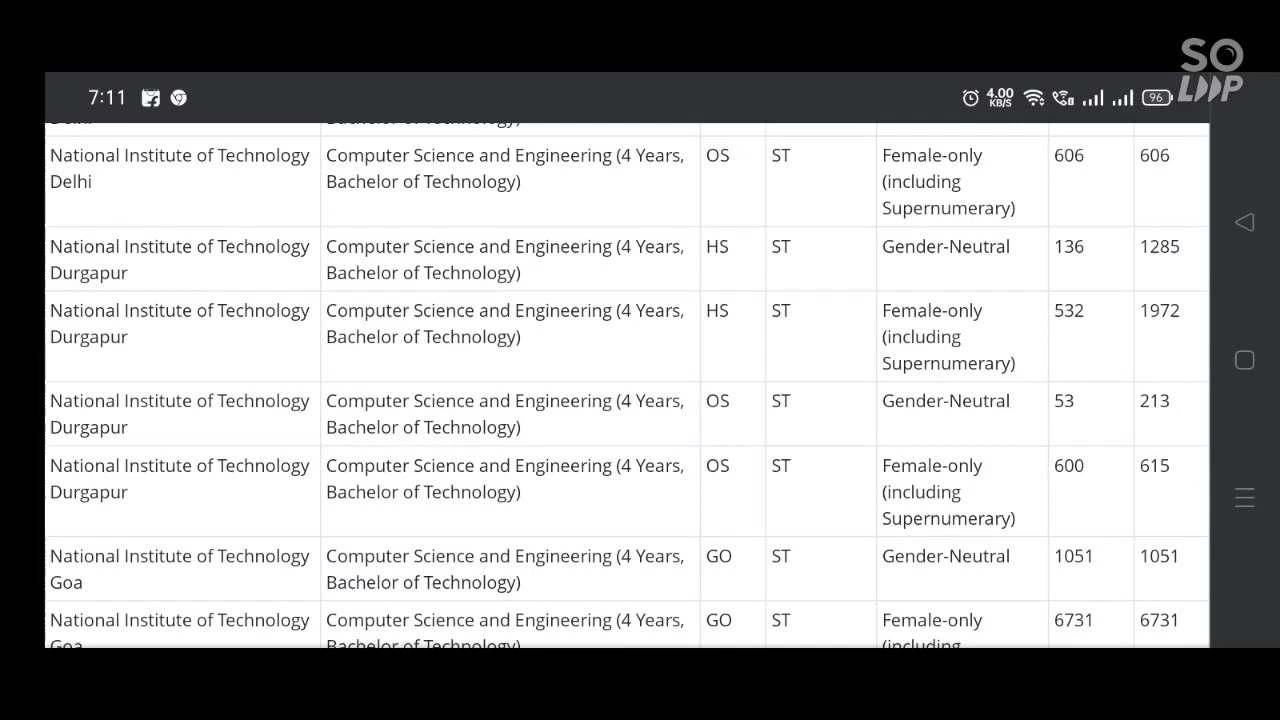 SO
LOOP
7:11
4.00
KB/S
96
National Institute of Technology Computer Science and Engineering (4 Years, OS ST Female-only 606 606
Delhi Bachelor of Technology) (including
Supernumerary)
National Institute of Technology Computer Science and Engineering (4 Years, HS ST Gender-Neutral 136 1285
Durgapur Bachelor of Technology)
National Institute of Technology Computer Science and Engineering (4 Years, HS ST Female-only 532 1972
Durgapur Bachelor of Technology) (including
Supernumerary)
National Institute of Technology Computer Science and Engineering (4 Years, OS ST Gender-Neutral 53 213
Durgapur Bachelor of Technology)
National Institute of Technology Computer Science and Engineering (4 Years, OS ST Female-only 600 615
Durgapur Bachelor of Technology) (including
Supernumerary)
National Institute of Technology Computer Science and Engineering (4 Years, GO ST Gender-Neutral 1051 1051
Goa Bachelor of Technology)
National Institute of Technology Computer Science and Engineering (4 Years, GO ST Female-only 6731 6731
Goa Bachelor of Technology) (including